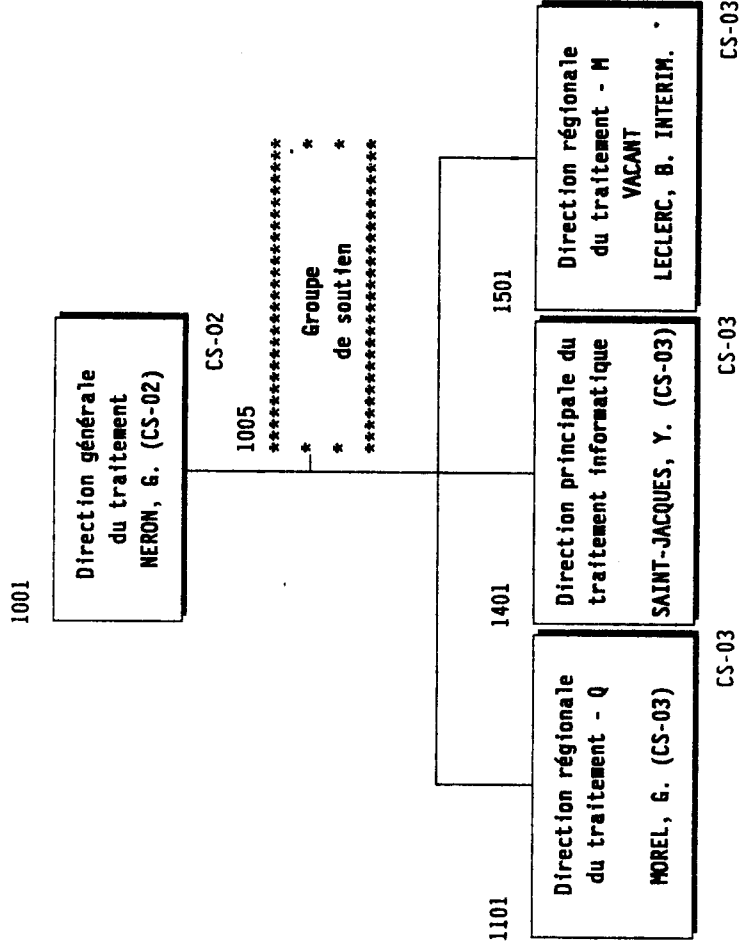 1001
Direction générale
du traitement
NERON, G. (CS-02)
CS-02
1005
***********************
* Groupe *
* de soutien *
***********************
1101
Direction régionale
du traitement - Q
MOREL, G. (CS-03)
CS-03
1401
Direction principale du
traitement informatique
SAINT-JACQUES, Y. (CS-03)
CS-03
1501
Direction régionale
du traitement - M
VACANT
LECLERC, B. INTERIM.
CS-03